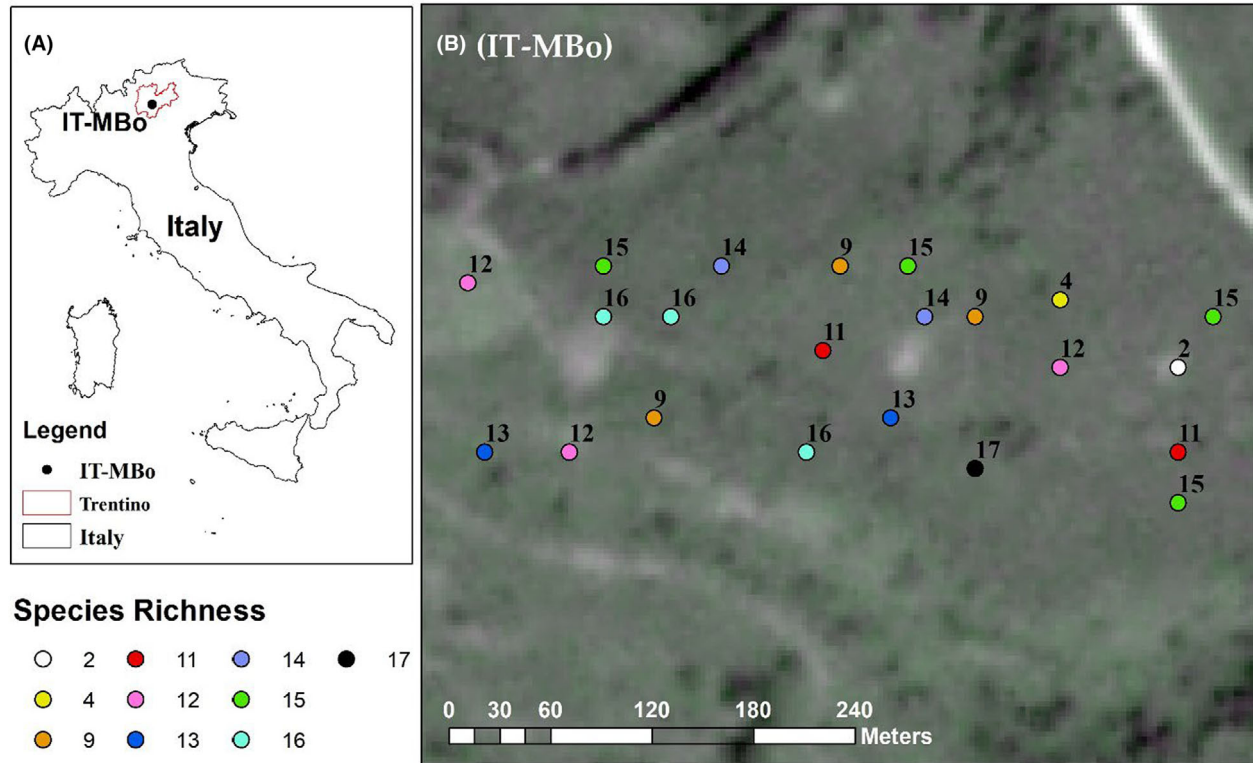 (A)
IT-MBo
Italy
Legend
IT-MBo
Trentino
Italy
Species Richness
2 11 14 17
4 12 15
9 13 16
(B) (IT-MBo)
15 14 9 15
12
4
16 16 14 9 15
11
12 2
9 13
13 12 16 11
17
15
0 30 60 120 180 240
Meters